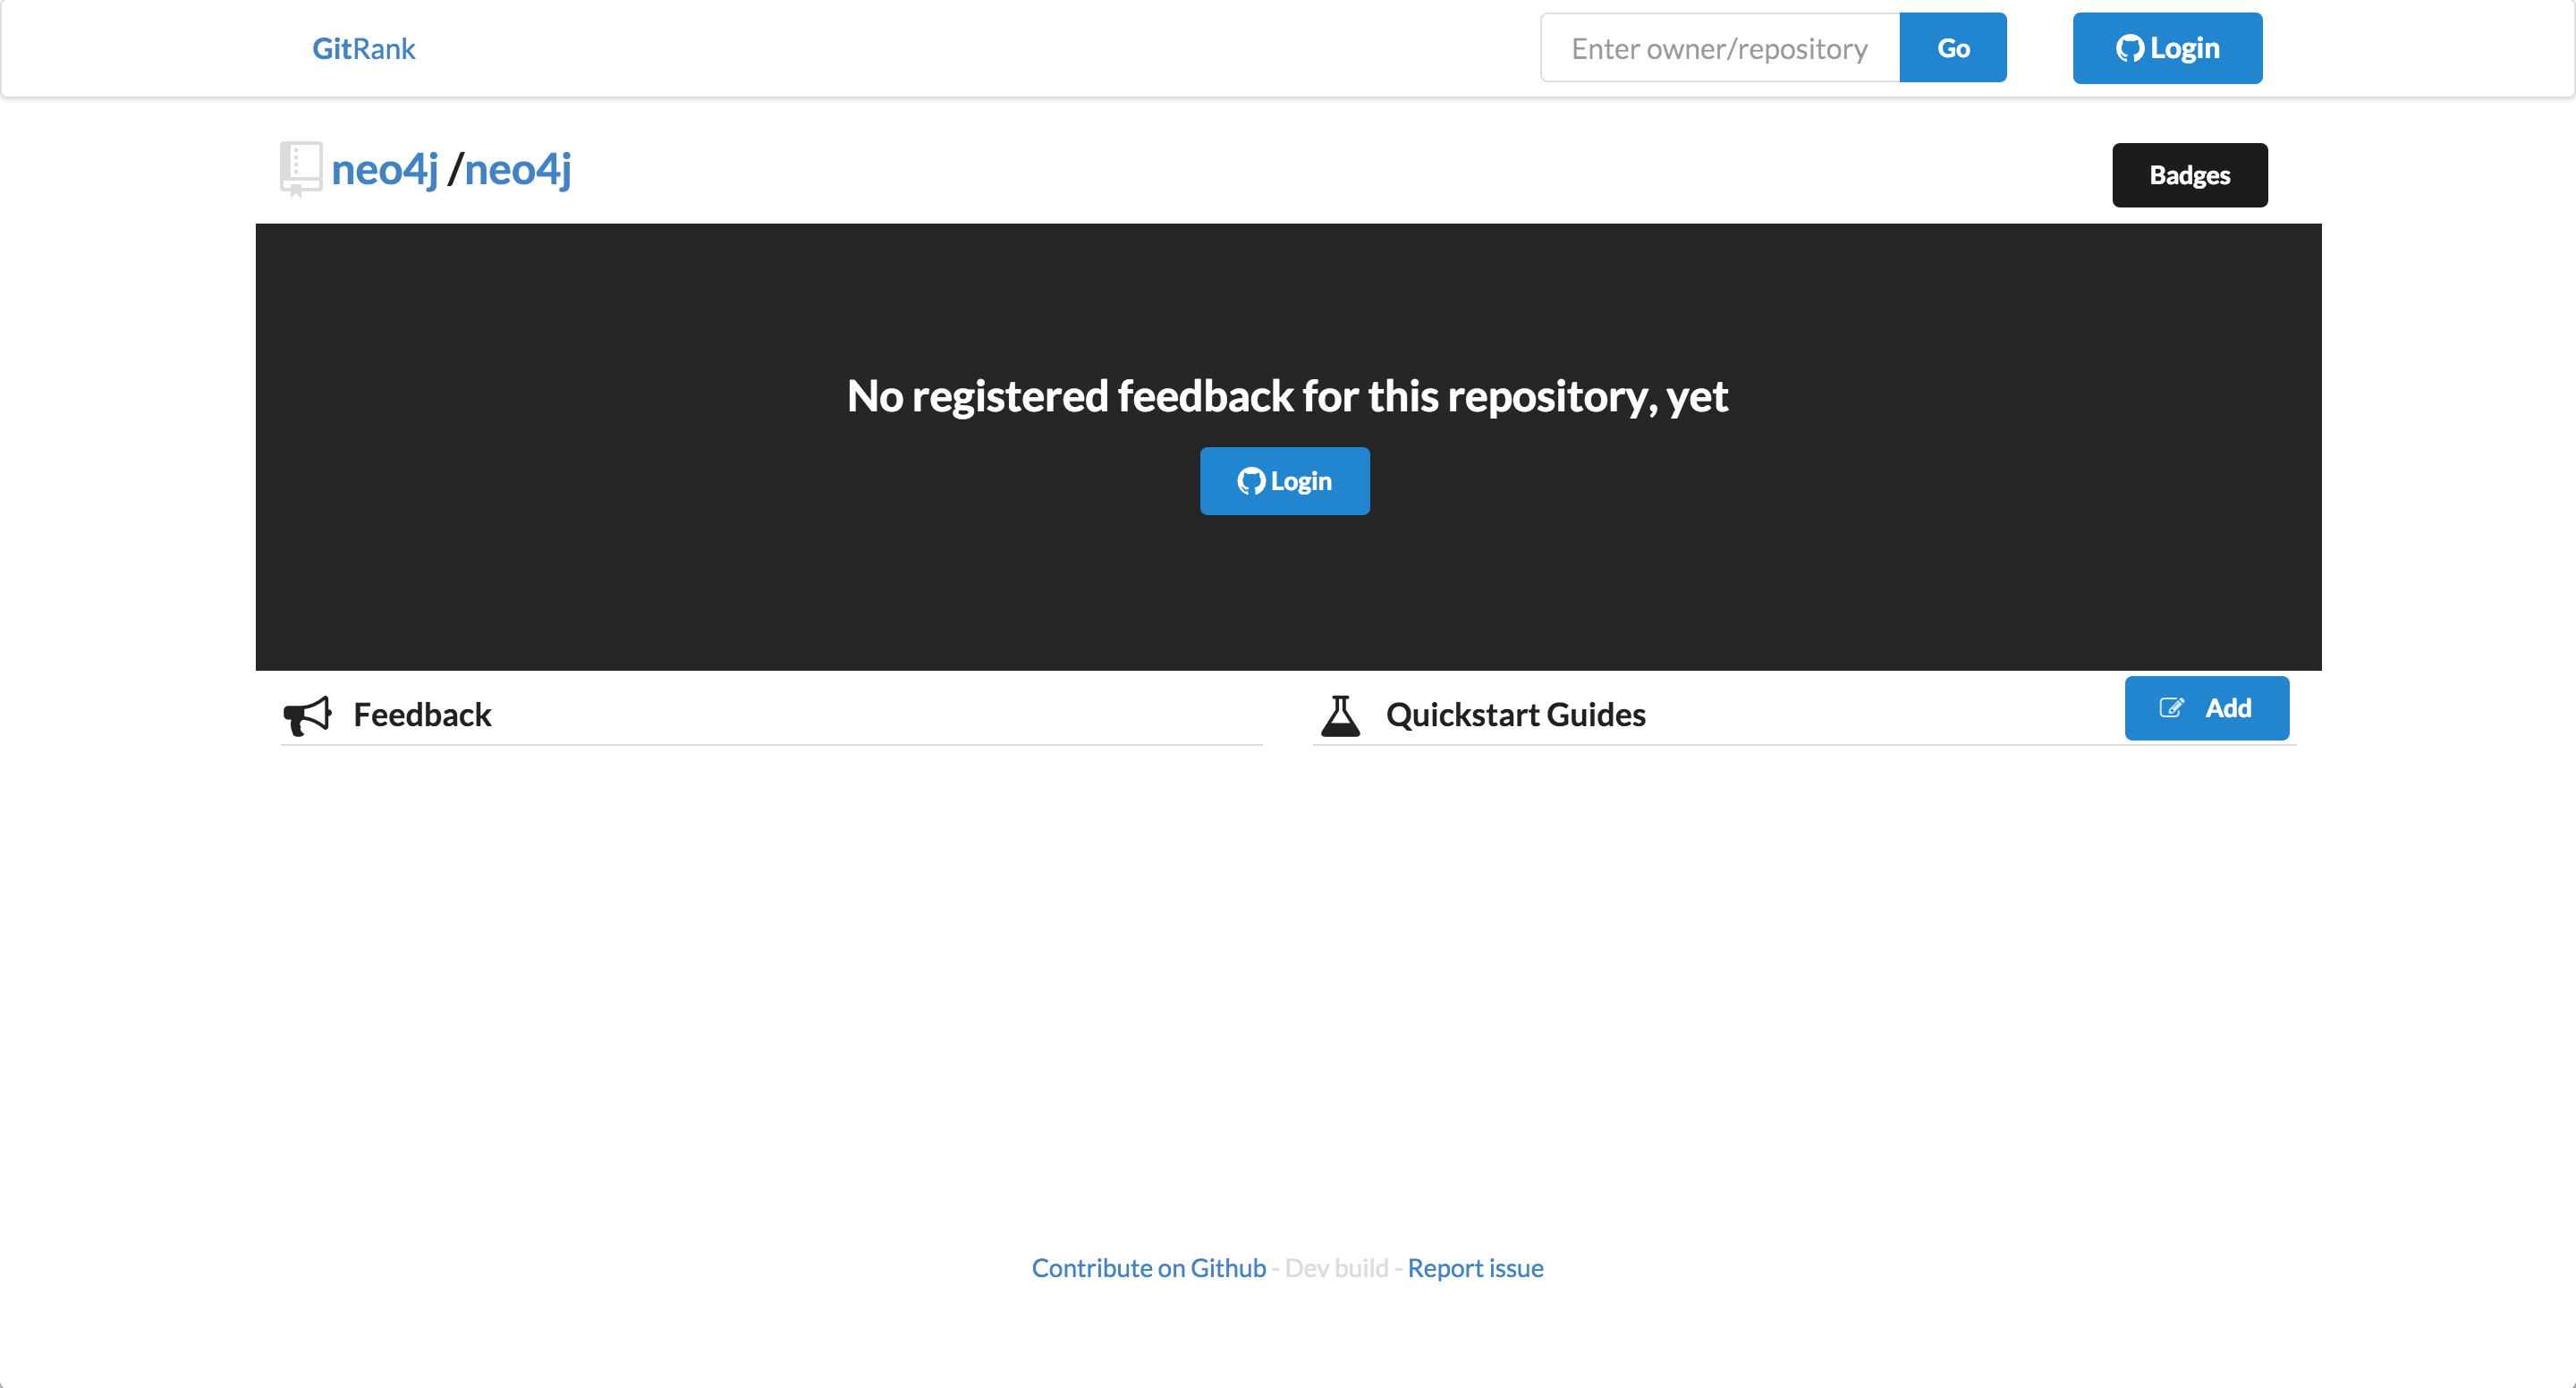 GitRank
Enter owner/repository
Go
Login
neo4j /neo4j
Badges
No registered feedback for this repository, yet
Login
Feedback
Quickstart Guides
Add
Contribute on Github - Dev build - Report issue